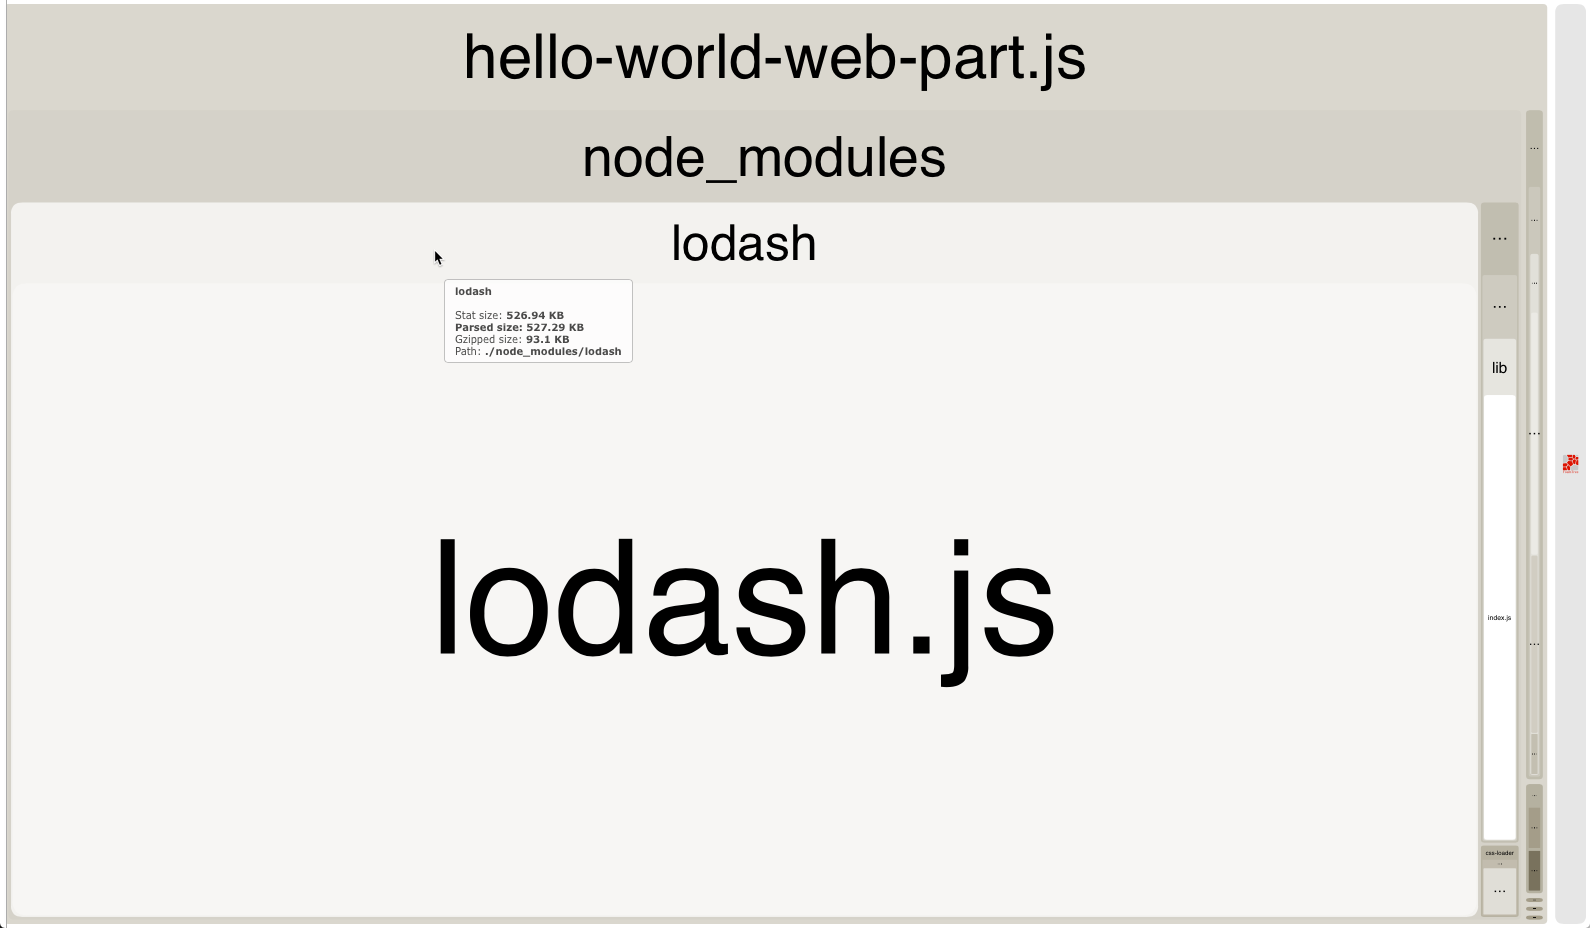 hello-world-web-part.js
node_modules
lodash
lodash
Stat size: 526.94 KB
Parsed size: 527.29 KB
Gzipped size: 93.1 KB
Path: ./node_modules/lodash
lodash.js
...
...
lib
index.js
css-loader
...
...
...
...
...
...
...